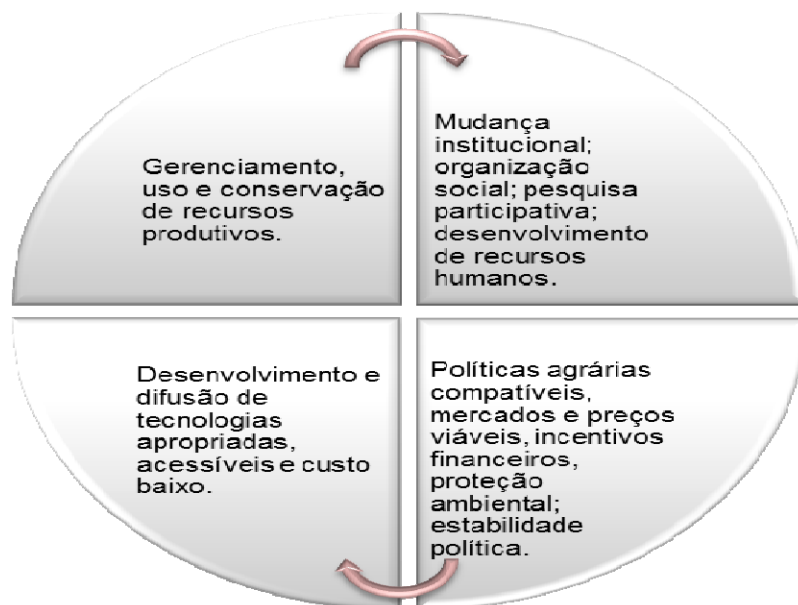 Gerenciamento,
uso e conservação
de recursos
produtivos.
Mudança
institucional;
organização
social; pesquisa
participativa;
desenvolvimento
de recursos
humanos.
Desenvolvimento e
difusão de
tecnologias
apropriadas,
acessíveis e custo
baixo.
Políticas agrárias
compatíveis,
mercados e preços
viáveis, incentivos
financeiros,
proteção
ambiental;
estabilidade
política.